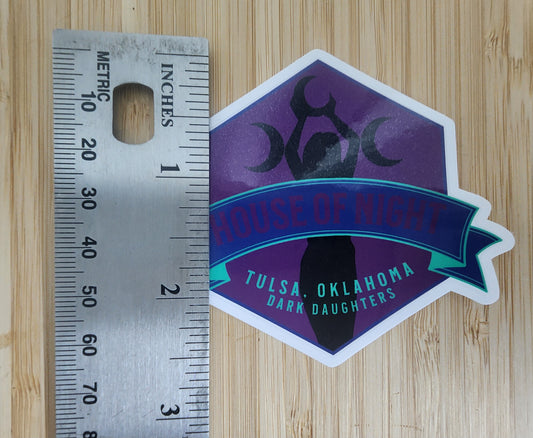 METRIC
10
20
30
40
50
60
70
INCHES
1
2
3
HOUSE OF NIGHT
TULSA, OKLAHOMA
DARK DAUGHTERS